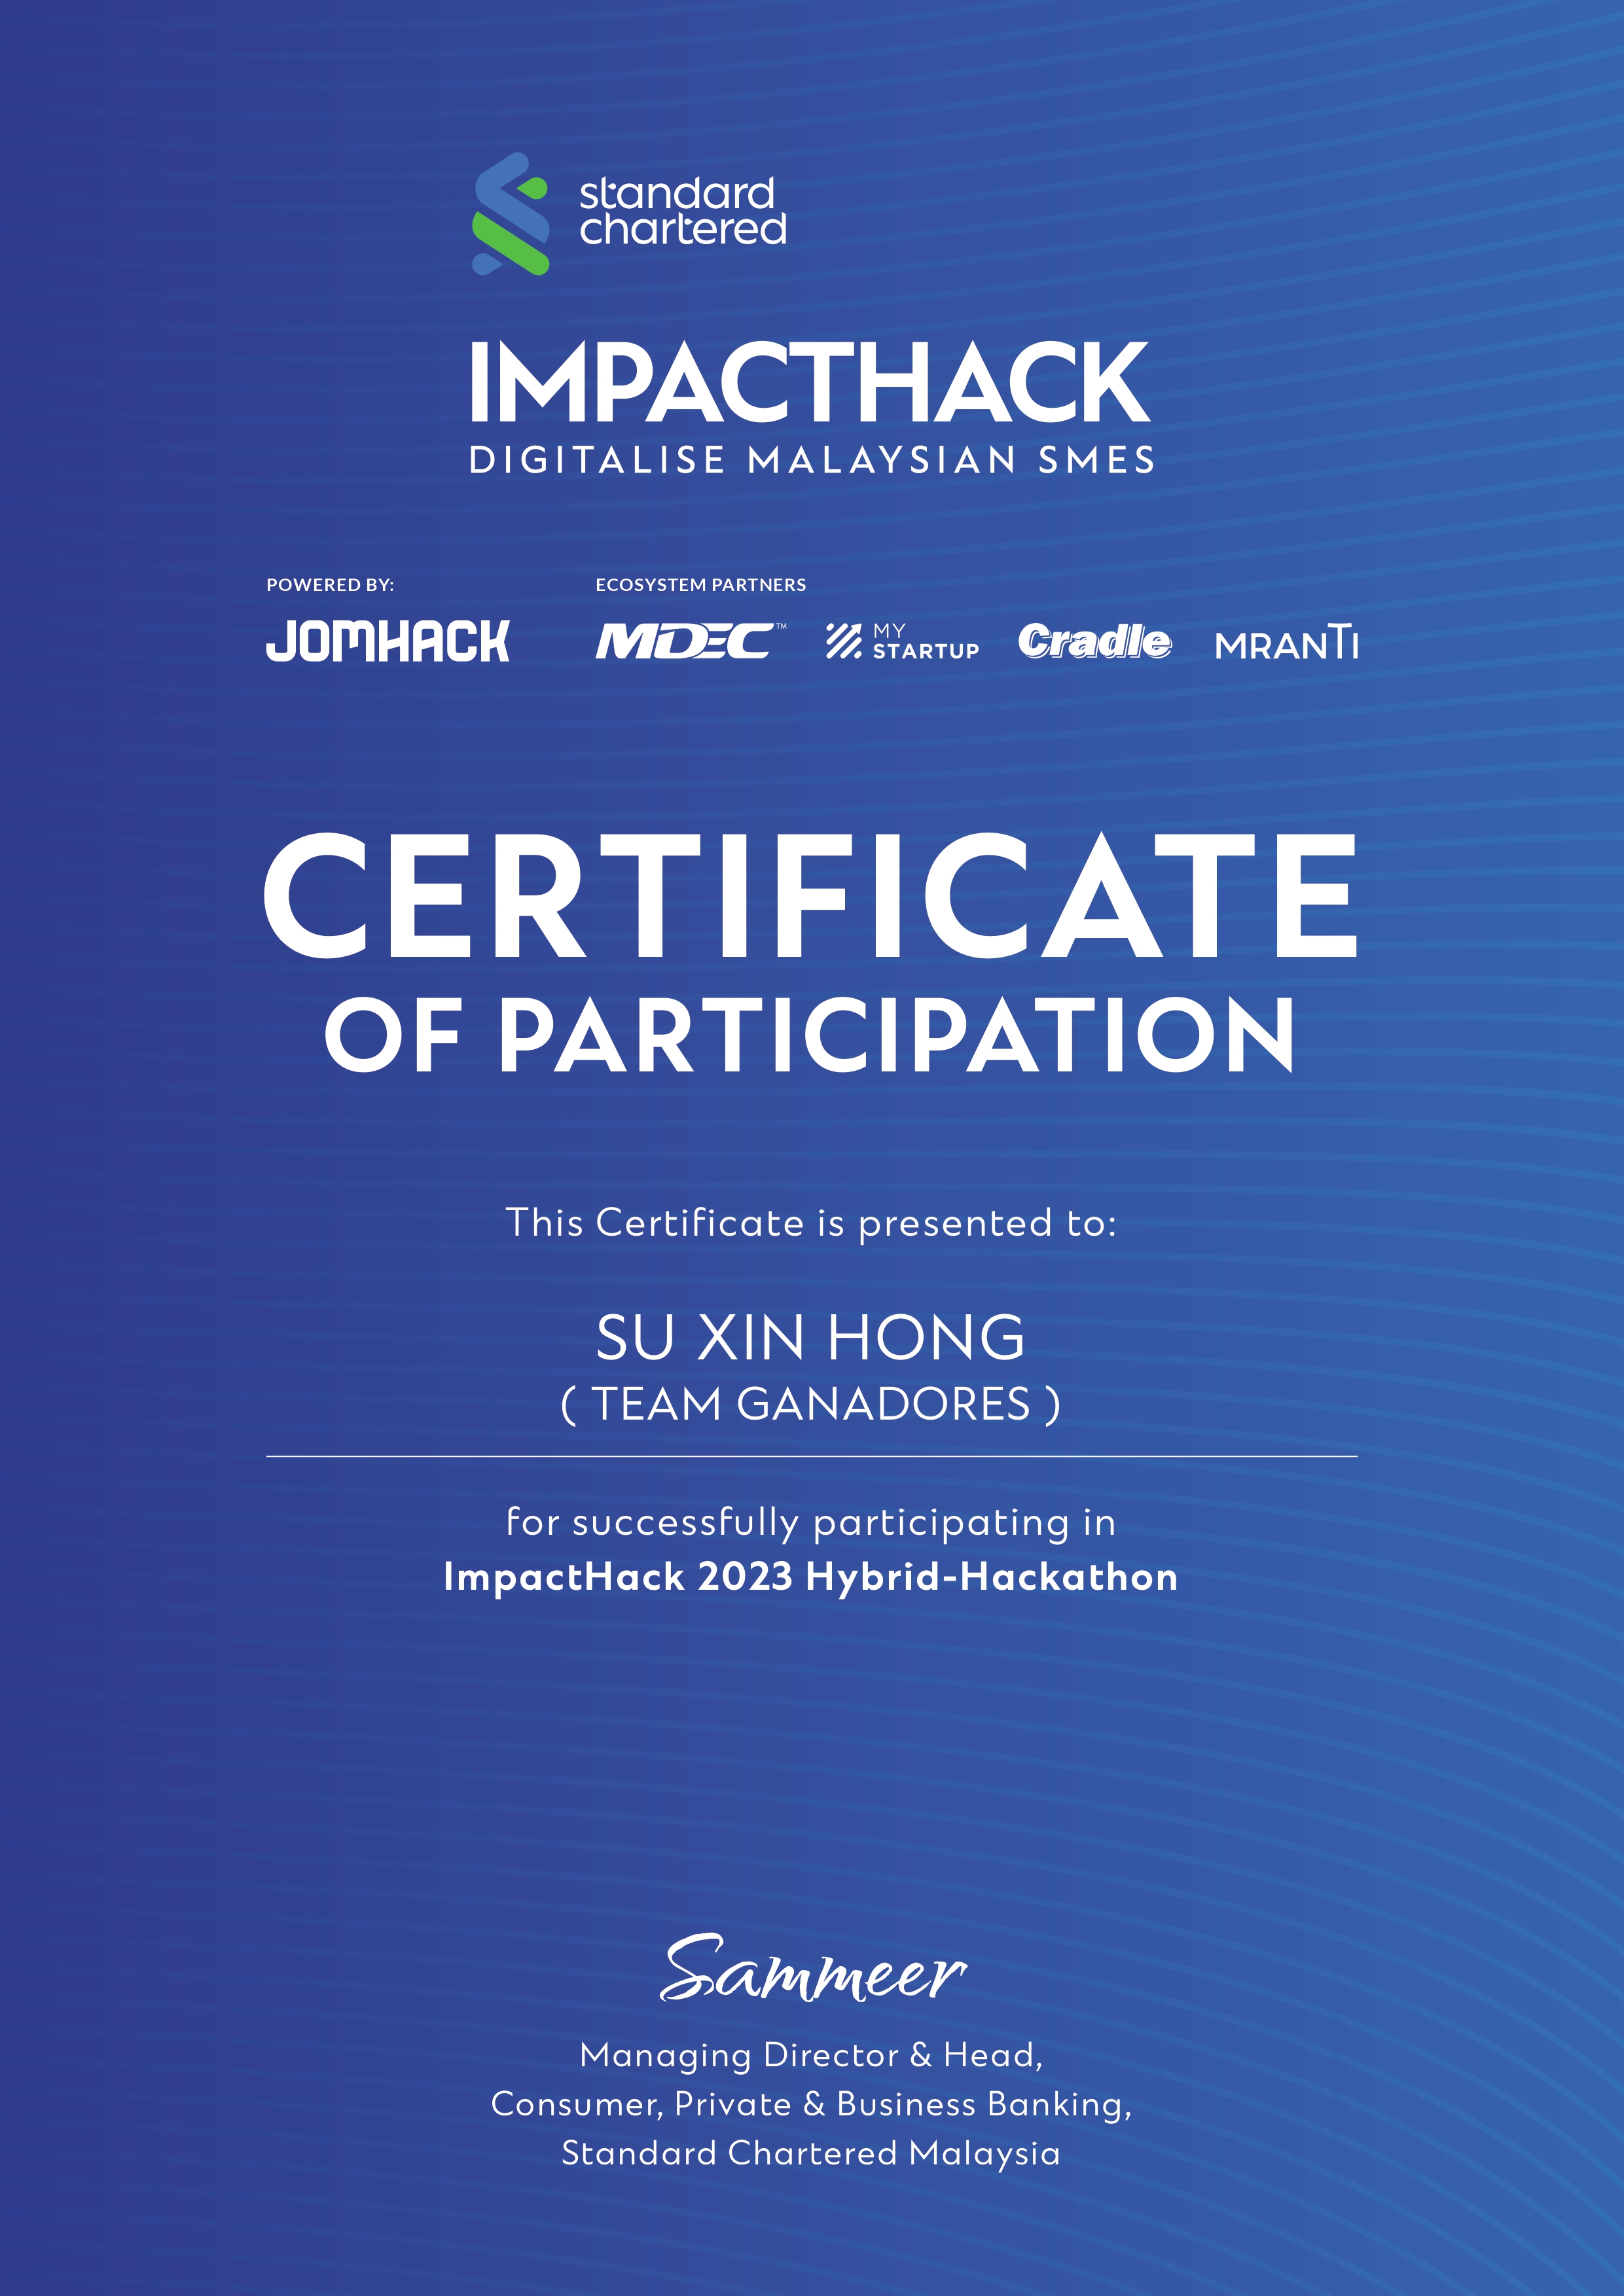 standard
chartered
IMPACTHACK
DIGITALISE MALAYSIAN SMES
POWERED BY:
JOMHACK
ECOSYSTEM PARTNERS
MDEC™
MY
STARTUP
Cradle
MRANTI
CERTIFICATE
OF PARTICIPATION
This Certificate is presented to:
SU XIN HONG
( TEAM GANADORES )
for successfully participating in
ImpactHack 2023 Hybrid-Hackathon
Sammeer
Managing Director & Head,
Consumer, Private & Business Banking,
Standard Chartered Malaysia